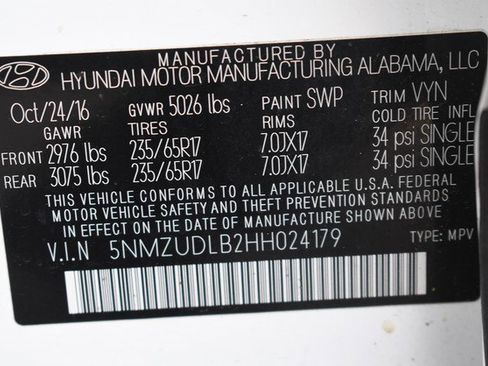 MANUFACTURED BY
HYUNDAI MOTOR MANUFACTURING ALABAMA, LLC
Oct/24/16 GVWR 5026 lbs PAINT SWP TRIM VYN
GAWR TIRES RIMS COLD TIRE INFL
FRONT 2976 lbs 235/65R17 7.0JX17 34 psi SINGLE
REAR 3075 lbs 235/65R17 7.0JX17 34 psi SINGLE
THIS VEHICLE CONFORMS TO ALL APPLICABLE U.S.A. FEDERAL
MOTOR VEHICLE SAFETY AND THEFT PREVENTION STANDARDS
IN EFFECT ON THE DATE OF MANUFACTURE SHOWN ABOVE.
V.I.N 5NMZUDLB2HH024179 TYPE: MPV